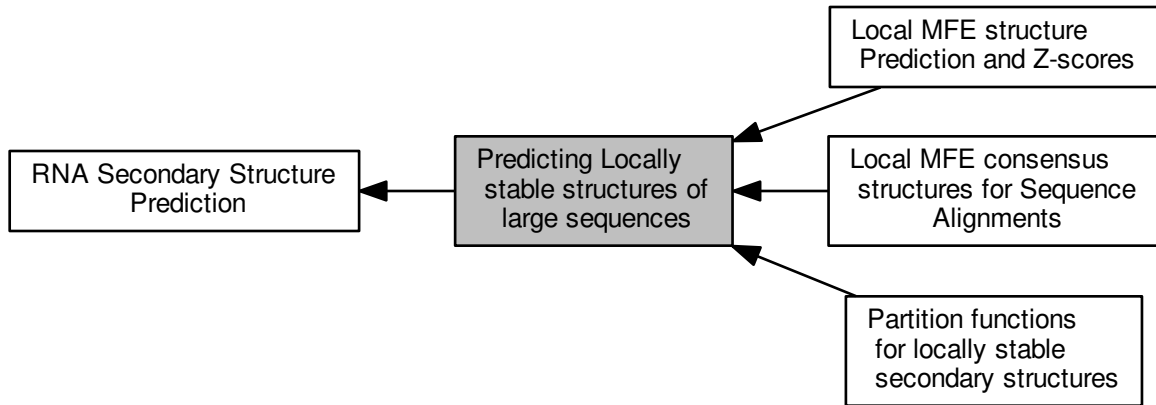 RNA Secondary Structure
Prediction
Predicting Locally
stable structures of
large sequences
Local MFE structure
Prediction and Z-scores
Local MFE consensus
structures for Sequence
Alignments
Partition functions
for locally stable
secondary structures